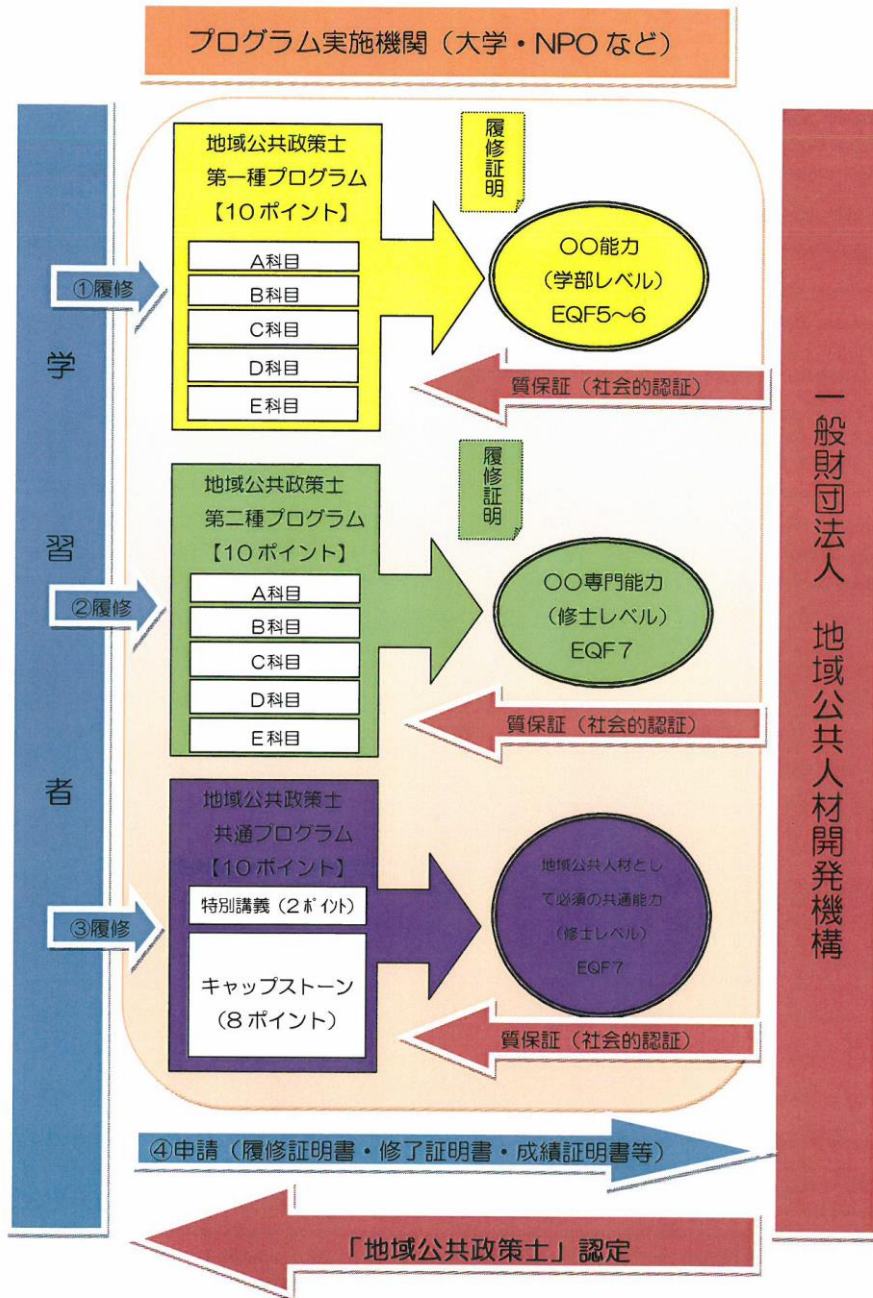 プログラム実施機関(大学・NPOなど)
学習者
一般財団法人 地域公共人材開発機構
地域公共政策士
第一種プログラム
【10ポイント】
A科目
B科目
C科目
D科目
E科目
①履修
履修証明
〇〇能力
(学部レベル)
EQF5～6
質保証(社会的認証)
地域公共政策士
第二種プログラム
【10ポイント】
A科目
B科目
C科目
D科目
E科目
②履修
履修証明
〇〇専門能力
(修士レベル)
EQF7
質保証(社会的認証)
地域公共政策士
共通プログラム
【10ポイント】
特別講義(2ポイント)
キャップストーン
(8ポイント)
③履修
地域公共人材とし
て必須の共通能力
(修士レベル)
EQF7
質保証(社会的認証)
④申請(履修証明書・修了証明書・成績証明書等)
「地域公共政策士」認定